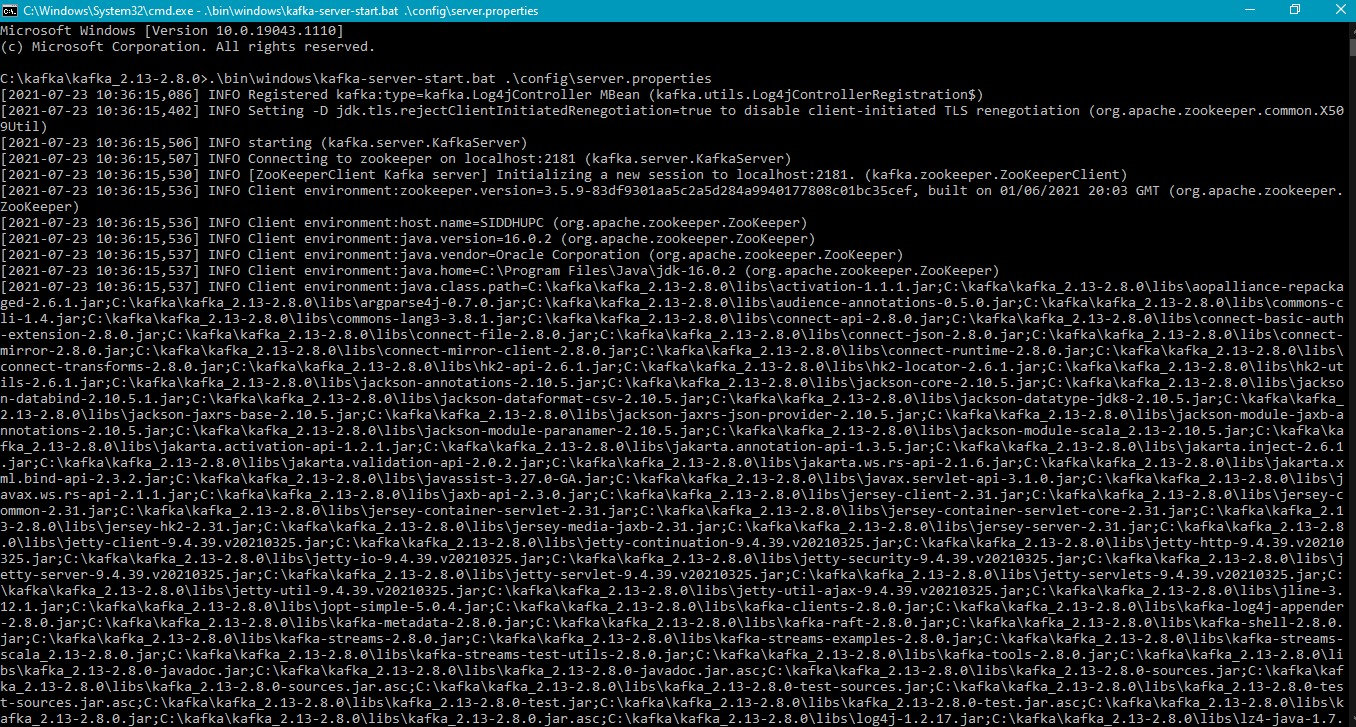 C:\Windows\System32\cmd.exe - .\bin\windows\kafka-server-start.bat .\config\server.properties
Microsoft Windows [Version 10.0.19043.1110]
(c) Microsoft Corporation. All rights reserved.
C:\kafka\kafka_2.13-2.8.0>.\bin\windows\kafka-server-start.bat .\config\server.properties
[2021-07-23 10:36:15,086] INFO Registered kafka:type=kafka.Log4jController MBean (kafka.utils.Log4jControllerRegistration$)
[2021-07-23 10:36:15,402] INFO Setting -D jdk.tls.rejectClientInitiatedRenegotiation=true to disable client-initiated TLS renegotiation (org.apache.zookeeper.common.X50
9Util)
[2021-07-23 10:36:15,506] INFO starting (kafka.server.KafkaServer)
[2021-07-23 10:36:15,507] INFO Connecting to zookeeper on localhost:2181 (kafka.server.KafkaServer)
[2021-07-23 10:36:15,530] INFO [ZooKeeperClient Kafka server] Initializing a new session to localhost:2181. (kafka.zookeeper.ZooKeeperClient)
[2021-07-23 10:36:15,536] INFO Client environment:zookeeper.version=3.5.9-83df9301aa5c2a5d284a9940177808c01bc35cef, built on 01/06/2021 20:03 GMT (org.apache.zookeeper.
ZooKeeper)
[2021-07-23 10:36:15,536] INFO Client environment:host.name=SIDDHUPC (org.apache.zookeeper.ZooKeeper)
[2021-07-23 10:36:15,536] INFO Client environment:java.version=16.0.2 (org.apache.zookeeper.ZooKeeper)
[2021-07-23 10:36:15,537] INFO Client environment:java.vendor=Oracle Corporation (org.apache.zookeeper.ZooKeeper)
[2021-07-23 10:36:15,537] INFO Client environment:java.home=C:\Program Files\Java\jdk-16.0.2 (org.apache.zookeeper.ZooKeeper)
[2021-07-23 10:36:15,537] INFO Client environment:java.class.path=C:\kafka\kafka_2.13-2.8.0\libs\activation-1.1.1.jar;C:\kafka\kafka_2.13-2.8.0\libs\aopalliance-repacka
ged-2.6.1.jar;C:\kafka\kafka_2.13-2.8.0\libs\argparse4j-0.7.0.jar;C:\kafka\kafka_2.13-2.8.0\libs\audience-annotations-0.5.0.jar;C:\kafka\kafka_2.13-2.8.0\libs\commons-c
li-1.4.jar;C:\kafka\kafka_2.13-2.8.0\libs\commons-lang3-3.8.1.jar;C:\kafka\kafka_2.13-2.8.0\libs\connect-api-2.8.0.jar;C:\kafka\kafka_2.13-2.8.0\libs\connect-basic-auth
-extension-2.8.0.jar;C:\kafka\kafka_2.13-2.8.0\libs\connect-file-2.8.0.jar;C:\kafka\kafka_2.13-2.8.0\libs\connect-json-2.8.0.jar;C:\kafka\kafka_2.13-2.8.0\libs\connect-
mirror-2.8.0.jar;C:\kafka\kafka_2.13-2.8.0\libs\connect-mirror-client-2.8.0.jar;C:\kafka\kafka_2.13-2.8.0\libs\connect-runtime-2.8.0.jar;C:\kafka\kafka_2.13-2.8.0\libs\
connect-transforms-2.8.0.jar;C:\kafka\kafka_2.13-2.8.0\libs\hk2-api-2.6.1.jar;C:\kafka\kafka_2.13-2.8.0\libs\hk2-locator-2.6.1.jar;C:\kafka\kafka_2.13-2.8.0\libs\hk2-ut
ils-2.6.1.jar;C:\kafka\kafka_2.13-2.8.0\libs\jackson-annotations-2.10.5.jar;C:\kafka\kafka_2.13-2.8.0\libs\jackson-core-2.10.5.jar;C:\kafka\kafka_2.13-2.8.0\libs\jackso
n-databind-2.10.5.1.jar;C:\kafka\kafka_2.13-2.8.0\libs\jackson-dataformat-csv-2.10.5.jar;C:\kafka\kafka_2.13-2.8.0\libs\jackson-datatype-jdk8-2.10.5.jar;C:\kafka\kafka_
2.13-2.8.0\libs\jackson-jaxrs-base-2.10.5.jar;C:\kafka\kafka_2.13-2.8.0\libs\jackson-jaxrs-json-provider-2.10.5.jar;C:\kafka\kafka_2.13-2.8.0\libs\jackson-module-jaxb-a
nnotations-2.10.5.jar;C:\kafka\kafka_2.13-2.8.0\libs\jackson-module-paranamer-2.10.5.jar;C:\kafka\kafka_2.13-2.8.0\libs\jackson-module-scala_2.13-2.10.5.jar;C:\kafka\ka
fka_2.13-2.8.0\libs\jakarta.activation-api-1.2.1.jar;C:\kafka\kafka_2.13-2.8.0\libs\jakarta.annotation-api-1.3.5.jar;C:\kafka\kafka_2.13-2.8.0\libs\jakarta.inject-2.6.1
.jar;C:\kafka\kafka_2.13-2.8.0\libs\jakarta.validation-api-2.0.2.jar;C:\kafka\kafka_2.13-2.8.0\libs\jakarta.ws.rs-api-2.1.6.jar;C:\kafka\kafka_2.13-2.8.0\libs\jakarta.x
ml.bind-api-2.3.2.jar;C:\kafka\kafka_2.13-2.8.0\libs\javassist-3.27.0-GA.jar;C:\kafka\kafka_2.13-2.8.0\libs\javax.servlet-api-3.1.0.jar;C:\kafka\kafka_2.13-2.8.0\libs\j
avax.ws.rs-api-2.1.1.jar;C:\kafka\kafka_2.13-2.8.0\libs\jaxb-api-2.3.0.jar;C:\kafka\kafka_2.13-2.8.0\libs\jersey-client-2.31.jar;C:\kafka\kafka_2.13-2.8.0\libs\jersey-c
ommon-2.31.jar;C:\kafka\kafka_2.13-2.8.0\libs\jersey-container-servlet-2.31.jar;C:\kafka\kafka_2.13-2.8.0\libs\jersey-container-servlet-core-2.31.jar;C:\kafka\kafka_2.1
3-2.8.0\libs\jersey-hk2-2.31.jar;C:\kafka\kafka_2.13-2.8.0\libs\jersey-media-jaxb-2.31.jar;C:\kafka\kafka_2.13-2.8.0\libs\jersey-server-2.31.jar;C:\kafka\kafka_2.13-2.8
.0\libs\jetty-client-9.4.39.v20210325.jar;C:\kafka\kafka_2.13-2.8.0\libs\jetty-continuation-9.4.39.v20210325.jar;C:\kafka\kafka_2.13-2.8.0\libs\jetty-http-9.4.39.v20210
325.jar;C:\kafka\kafka_2.13-2.8.0\libs\jetty-io-9.4.39.v20210325.jar;C:\kafka\kafka_2.13-2.8.0\libs\jetty-security-9.4.39.v20210325.jar;C:\kafka\kafka_2.13-2.8.0\libs\j
etty-server-9.4.39.v20210325.jar;C:\kafka\kafka_2.13-2.8.0\libs\jetty-servlet-9.4.39.v20210325.jar;C:\kafka\kafka_2.13-2.8.0\libs\jetty-servlets-9.4.39.v20210325.jar;C:
\kafka\kafka_2.13-2.8.0\libs\jetty-util-9.4.39.v20210325.jar;C:\kafka\kafka_2.13-2.8.0\libs\jetty-util-ajax-9.4.39.v20210325.jar;C:\kafka\kafka_2.13-2.8.0\libs\jline-3.
12.1.jar;C:\kafka\kafka_2.13-2.8.0\libs\jopt-simple-5.0.4.jar;C:\kafka\kafka_2.13-2.8.0\libs\kafka-clients-2.8.0.jar;C:\kafka\kafka_2.13-2.8.0\libs\kafka-log4j-appender
-2.8.0.jar;C:\kafka\kafka_2.13-2.8.0\libs\kafka-metadata-2.8.0.jar;C:\kafka\kafka_2.13-2.8.0\libs\kafka-raft-2.8.0.jar;C:\kafka\kafka_2.13-2.8.0\libs\kafka-shell-2.8.0.
jar;C:\kafka\kafka_2.13-2.8.0\libs\kafka-streams-2.8.0.jar;C:\kafka\kafka_2.13-2.8.0\libs\kafka-streams-examples-2.8.0.jar;C:\kafka\kafka_2.13-2.8.0\libs\kafka-streams-
scala_2.13-2.8.0.jar;C:\kafka\kafka_2.13-2.8.0\libs\kafka-streams-test-utils-2.8.0.jar;C:\kafka\kafka_2.13-2.8.0\libs\kafka-tools-2.8.0.jar;C:\kafka\kafka_2.13-2.8.0\li
bs\kafka_2.13-2.8.0-javadoc.jar;C:\kafka\kafka_2.13-2.8.0\libs\kafka_2.13-2.8.0-javadoc.jar.asc;C:\kafka\kafka_2.13-2.8.0\libs\kafka_2.13-2.8.0-sources.jar;C:\kafka\kaf
ka_2.13-2.8.0\libs\kafka_2.13-2.8.0-sources.jar.asc;C:\kafka\kafka_2.13-2.8.0\libs\kafka_2.13-2.8.0-test-sources.jar;C:\kafka\kafka_2.13-2.8.0\libs\kafka_2.13-2.8.0-tes
t-sources.jar.asc;C:\kafka\kafka_2.13-2.8.0\libs\kafka_2.13-2.8.0-test.jar;C:\kafka\kafka_2.13-2.8.0\libs\kafka_2.13-2.8.0-test.jar.asc;C:\kafka\kafka_2.13-2.8.0\libs\k
afka_2.13-2.8.0.jar;C:\kafka\kafka_2.13-2.8.0\libs\kafka_2.13-2.8.0.jar.asc;C:\kafka\kafka_2.13-2.8.0\libs\log4j-1.2.17.jar;C:\kafka\kafka_2.13-2.8.0\libs\lz4-java-1.7.